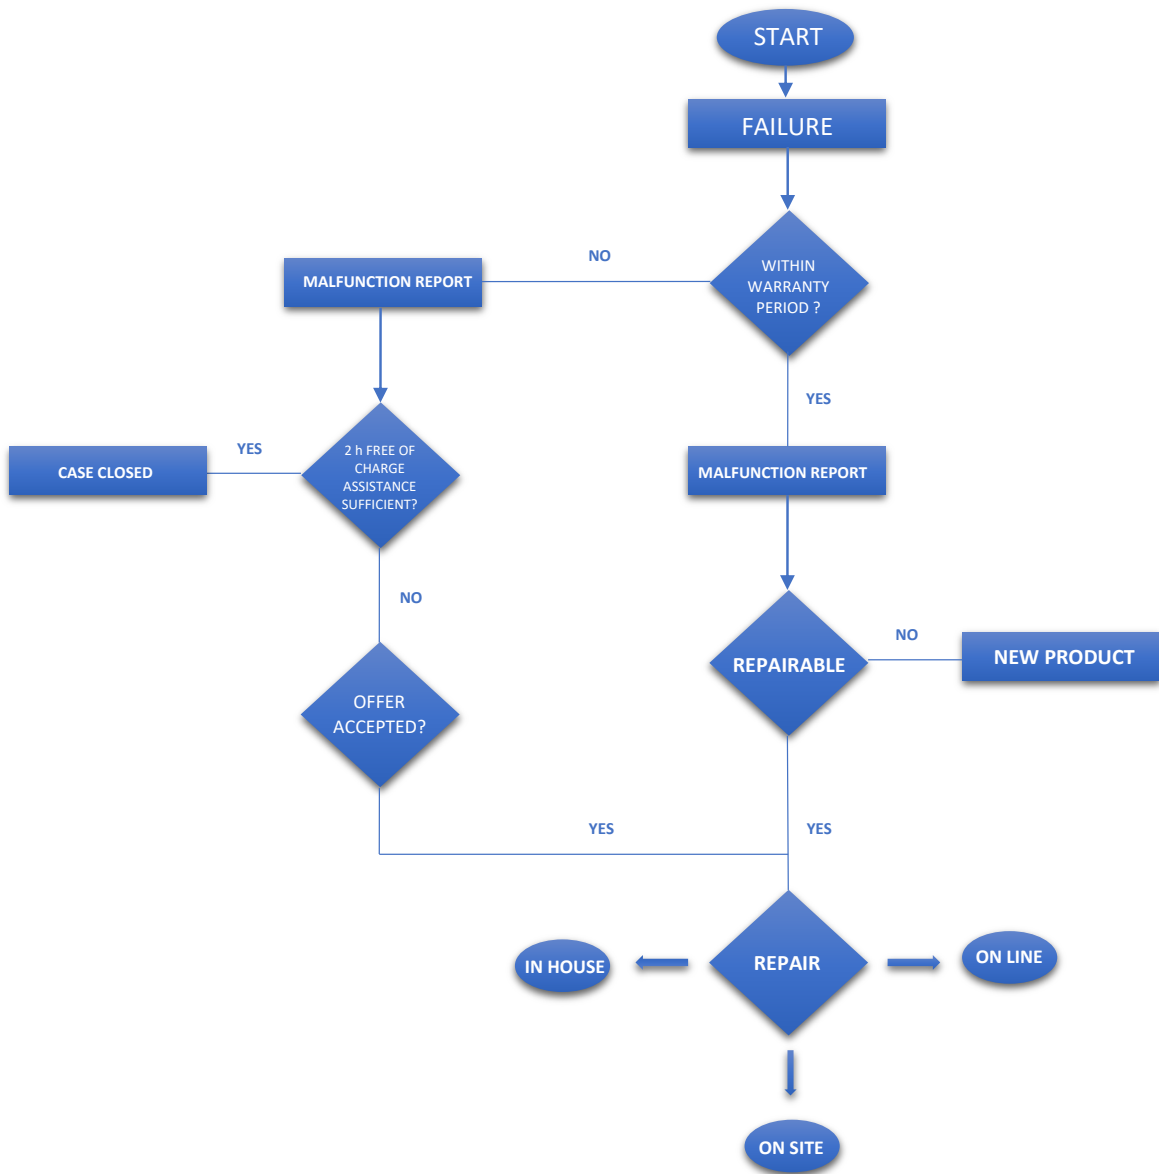 START
FAILURE
WITHIN
WARRANTY
PERIOD ?
NO
MALFUNCTION REPORT
YES
2 h FREE OF
CHARGE
ASSISTANCE
SUFFICIENT?
YES
CASE CLOSED
MALFUNCTION REPORT
NO
REPAIRABLE
NO
NEW PRODUCT
OFFER
ACCEPTED?
YES
YES
REPAIR
IN HOUSE
ON LINE
ON SITE